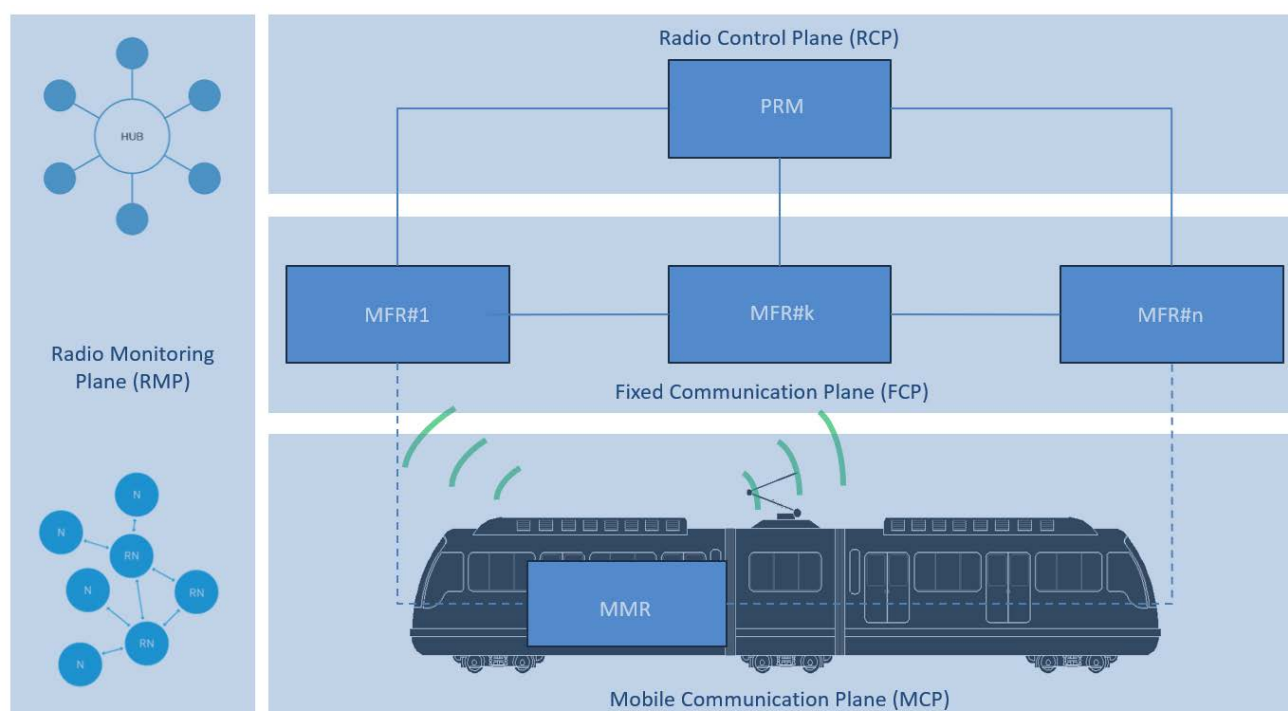 HUB
Radio Monitoring
Plane (RMP)
N
N
RN
N
RN
RN
N
Radio Control Plane (RCP)
PRM
MFR#1
MFR#k
MFR#n
Fixed Communication Plane (FCP)
MMR
Mobile Communication Plane (MCP)